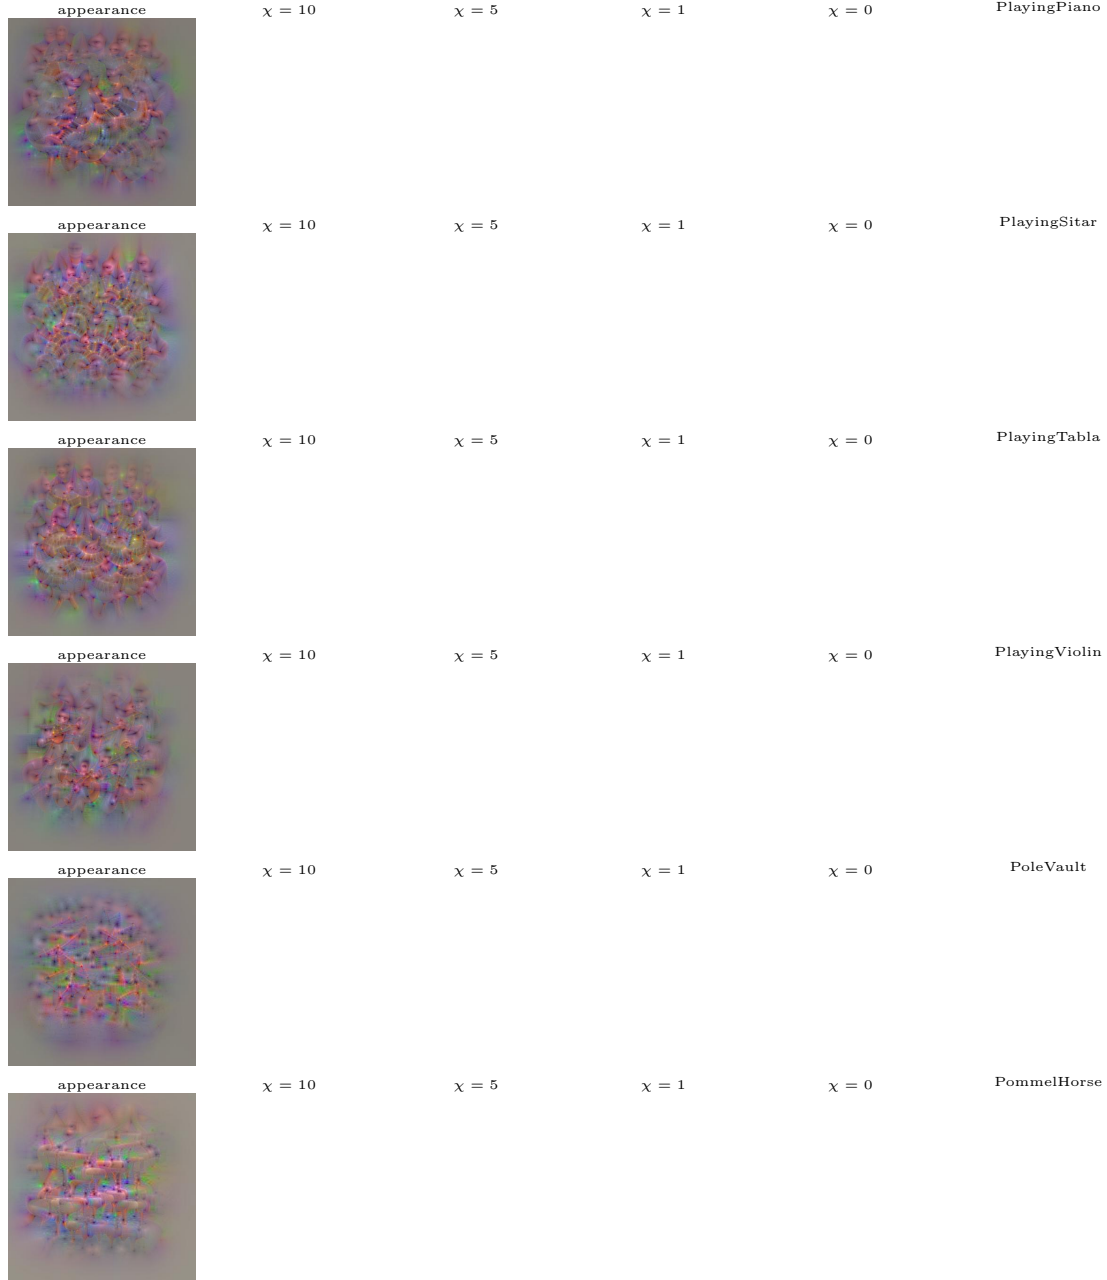 appearance χ = 10 χ = 5 χ = 1 χ = 0 PlayingPiano
appearance χ = 10 χ = 5 χ = 1 χ = 0 PlayingSitar
appearance χ = 10 χ = 5 χ = 1 χ = 0 PlayingTabla
appearance χ = 10 χ = 5 χ = 1 χ = 0 PlayingViolin
appearance χ = 10 χ = 5 χ = 1 χ = 0 PoleVault
appearance χ = 10 χ = 5 χ = 1 χ = 0 PommelHorse